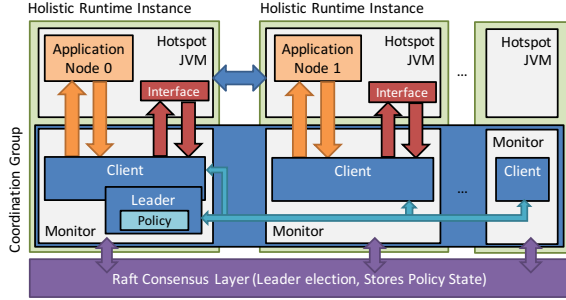 Holistic Runtime Instance
Holistic Runtime Instance
Application
Node 0
Hotspot
JVM
Interface
Application
Node 1
Hotspot
JVM
Interface
...
Hotspot
JVM
Coordination Group
Client
Leader
Policy
Monitor
Client
Monitor
...
Monitor
Client
Raft Consensus Layer (Leader election, Stores Policy State)